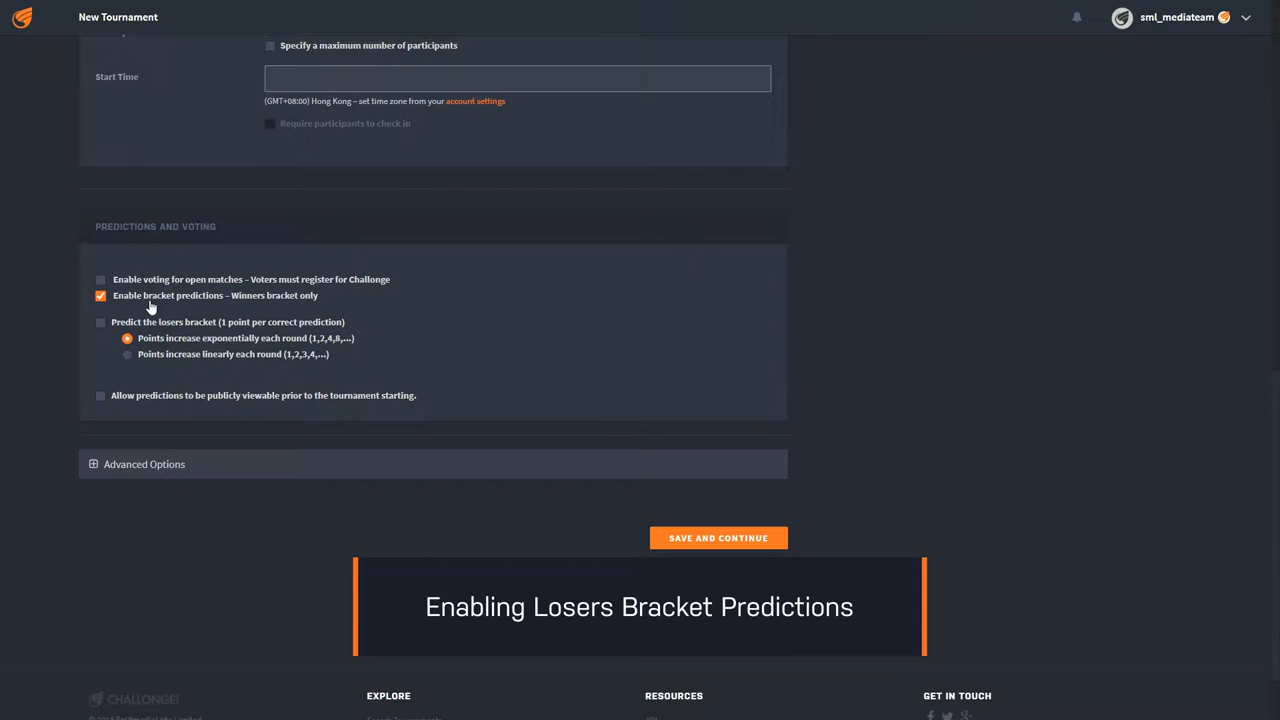 New Tournament
sml_mediateam
Specify a maximum number of participants
Start Time
(GMT+08:00) Hong Kong – set time zone from your account settings
Require participants to check in
PREDICTIONS AND VOTING
Enable voting for open matches – Voters must register for Challonge
Enable bracket predictions – Winners bracket only
Predict the losers bracket (1 point per correct prediction)
Points increase exponentially each round (1,2,4,8,...)
Points increase linearly each round (1,2,3,4,...)
Allow predictions to be publicly viewable prior to the tournament starting.
Advanced Options
SAVE AND CONTINUE
Enabling Losers Bracket Predictions
CHALLONGE!
EXPLORE
RESOURCES
GET IN TOUCH